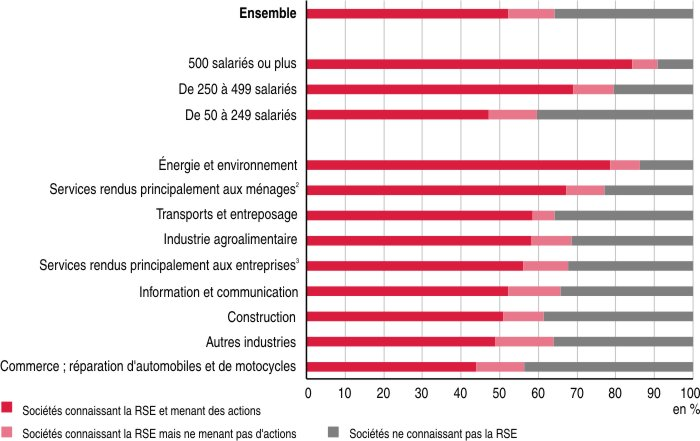 Ensemble
500 salariés ou plus
De 250 à 499 salariés
De 50 à 249 salariés
Énergie et environnement
Services rendus principalement aux ménages²
Transports et entreposage
Industrie agroalimentaire
Services rendus principalement aux entreprises³
Information et communication
Construction
Autres industries
Commerce ; réparation d'automobiles et de motocycles
0 10 20 30 40 50 60 70 80 90 100
en %
Sociétés connaissant la RSE et menant des actions
Sociétés connaissant la RSE mais ne menant pas d'actions Sociétés ne connaissant pas la RSE